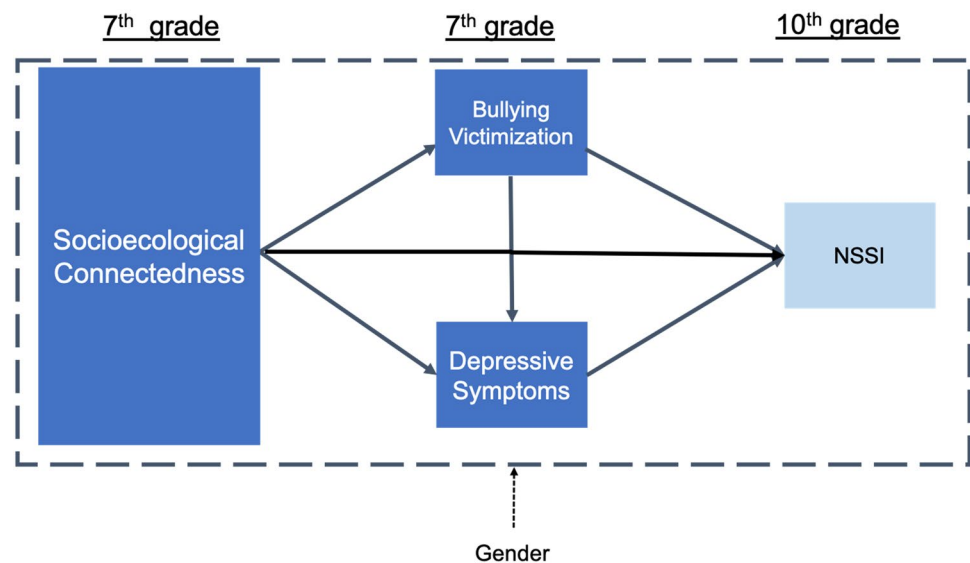 7th grade
7th grade
10th grade
Bullying
Victimization
Socioecological
Connectedness
NSSI
Depressive
Symptoms
Gender